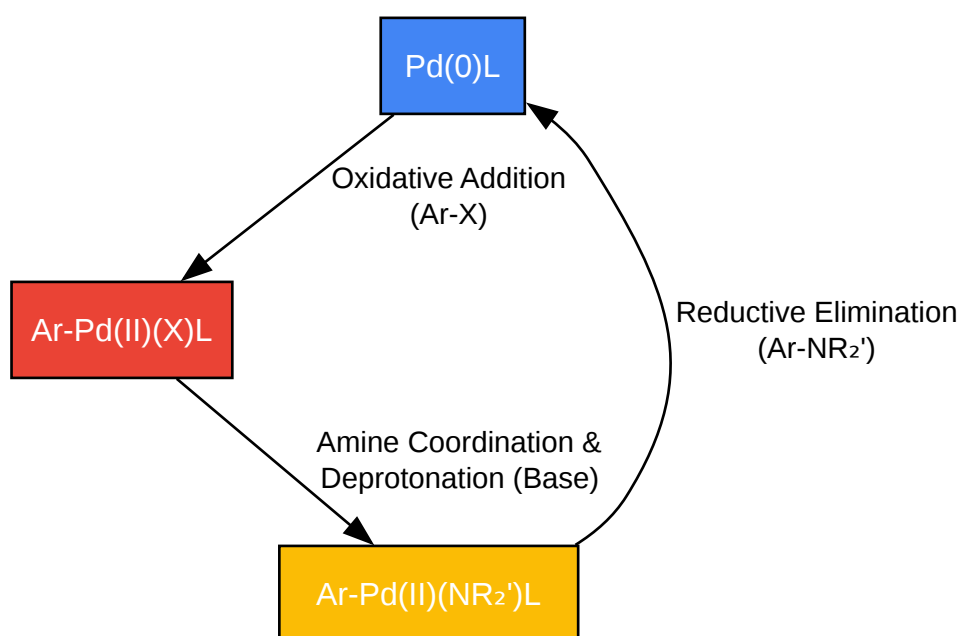 Pd(0)L
Oxidative Addition
(Ar-X)
Ar-Pd(II)(X)L
Reductive Elimination
(Ar-NR₂')
Amine Coordination &
Deprotonation (Base)
Ar-Pd(II)(NR₂')L